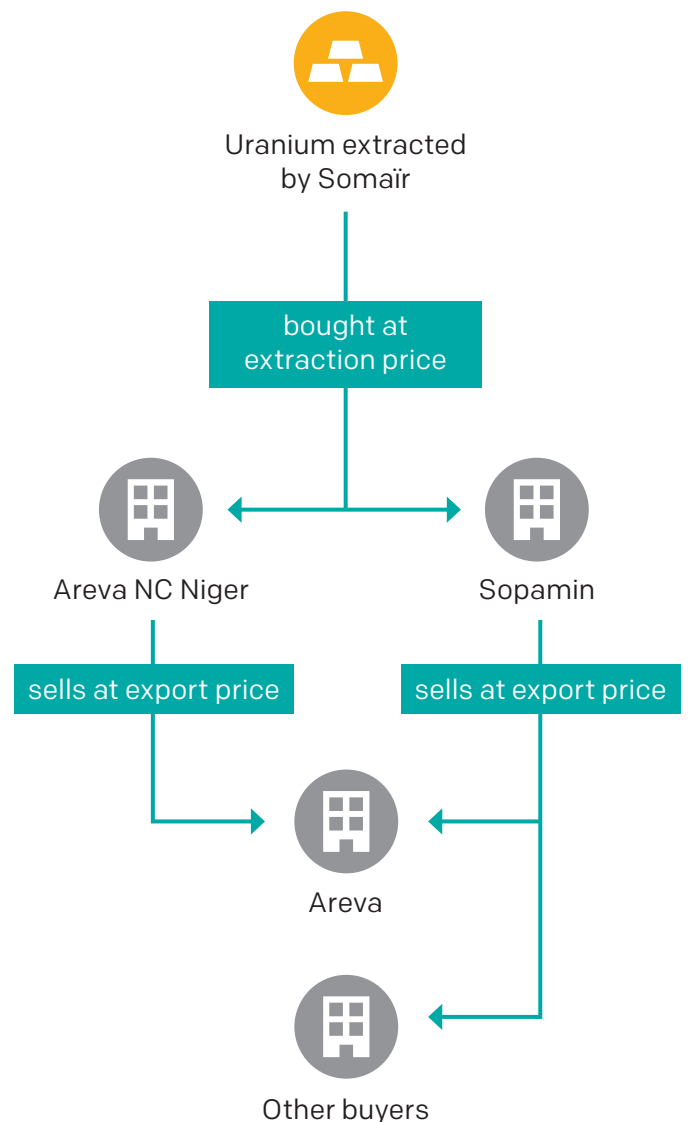 Uranium extracted
by Somaïr
bought at
extraction price
Areva NC Niger
Sopamin
sells at export price
sells at export price
Areva
Other buyers